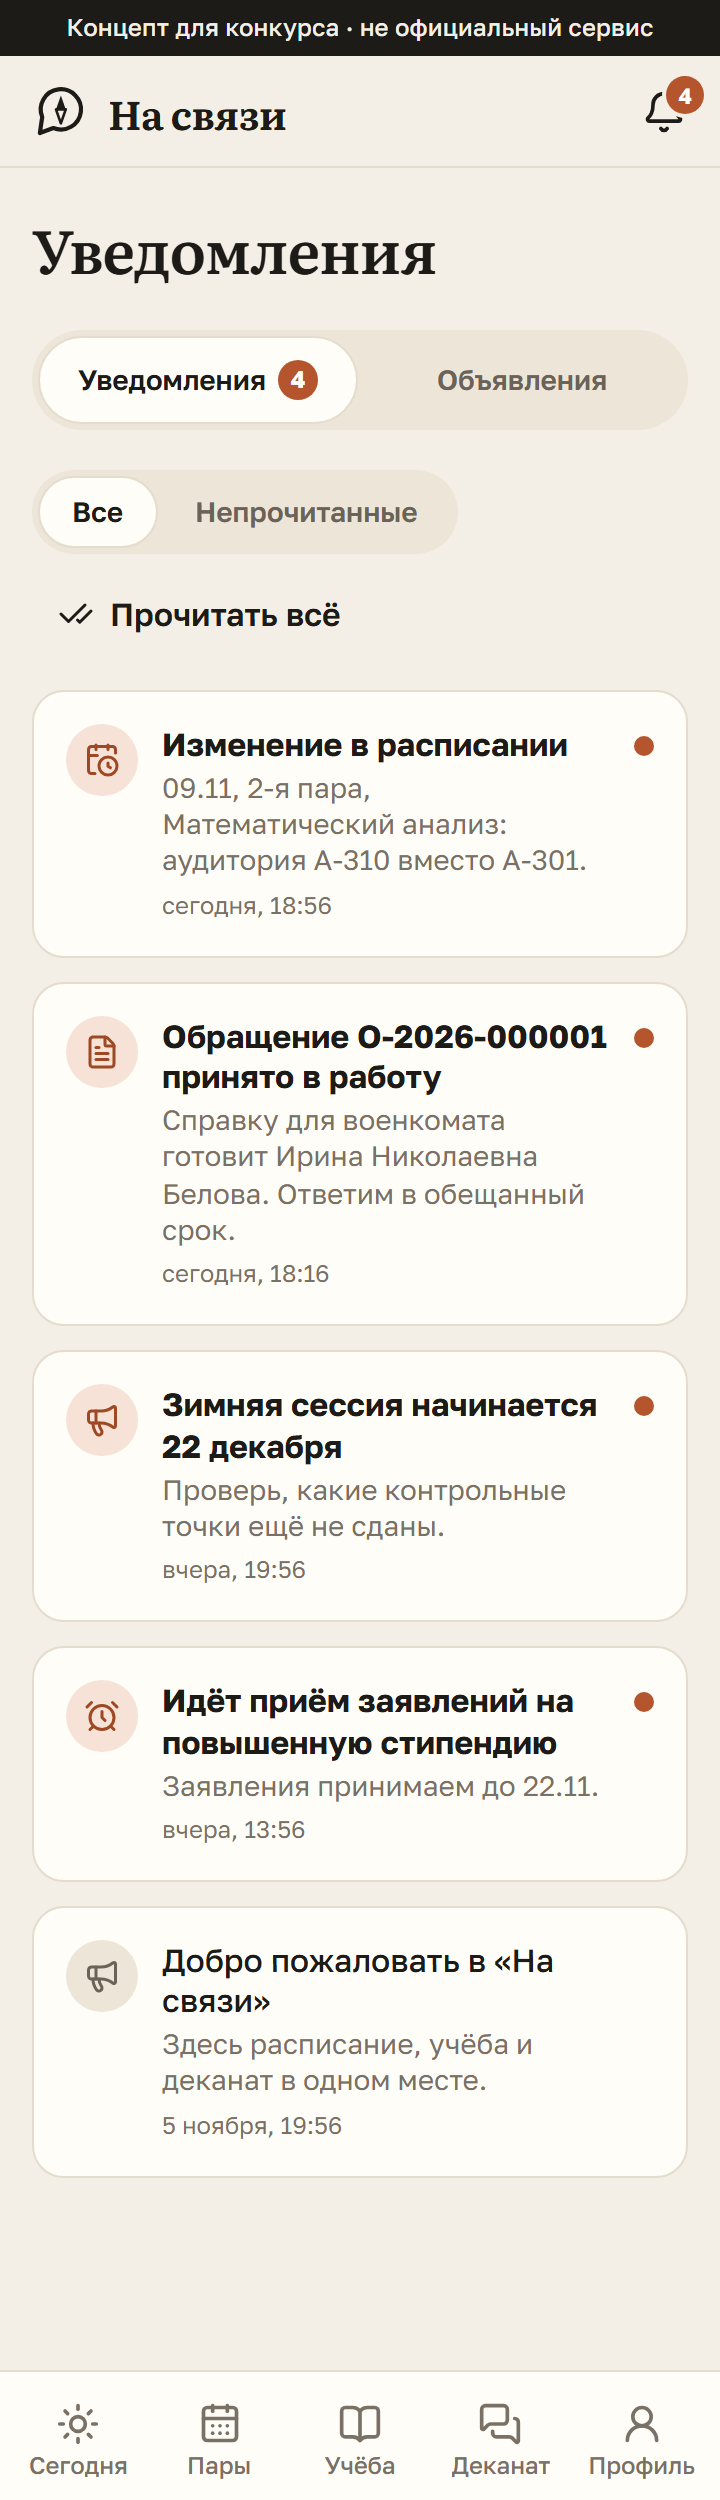 Концепт для конкурса · не официальный сервис
На связи
4
Уведомления
Уведомления 4
Объявления
Все
Непрочитанные
Прочитать всё
Изменение в расписании
09.11, 2-я пара,
Математический анализ:
аудитория А-310 вместо А-301.
сегодня, 18:56
Обращение О-2026-000001
принято в работу
Справку для военкомата
готовит Ирина Николаевна
Белова. Ответим в обещанный
срок.
сегодня, 18:16
Зимняя сессия начинается
22 декабря
Проверь, какие контрольные
точки ещё не сданы.
вчера, 19:56
Идёт приём заявлений на
повышенную стипендию
Заявления принимаем до 22.11.
вчера, 13:56
Добро пожаловать в «На
связи»
Здесь расписание, учёба и
деканат в одном месте.
5 ноября, 19:56
Сегодня
Пары
Учёба
Деканат
Профиль